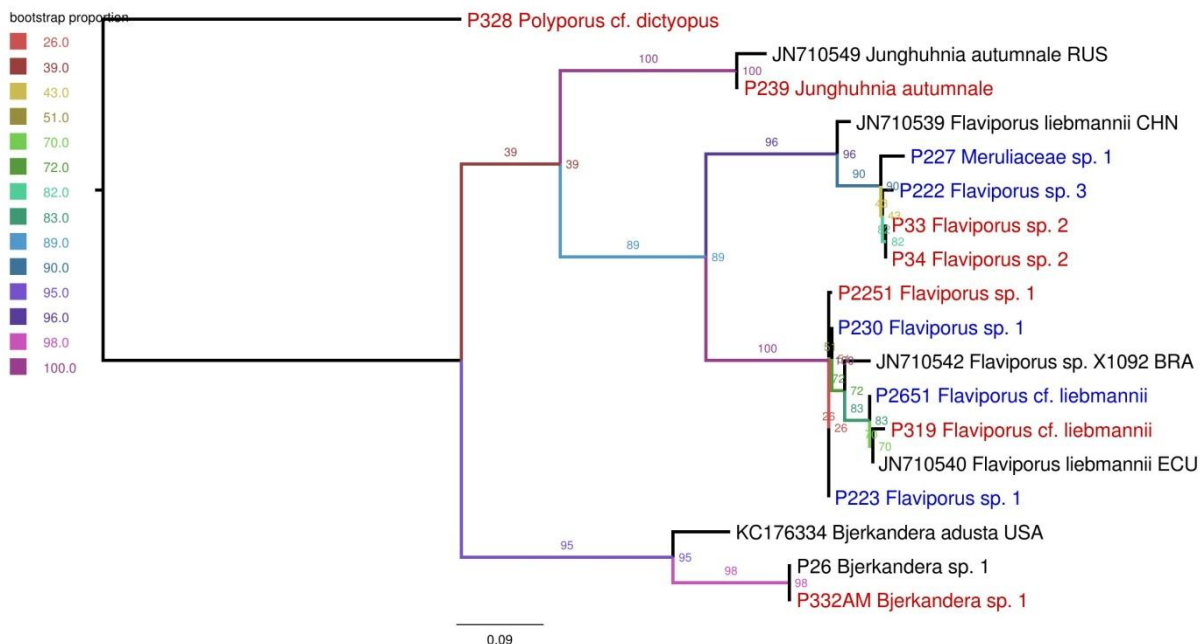 bootstrap proportion
26.0
39.0
43.0
51.0
70.0
72.0
82.0
83.0
89.0
90.0
95.0
96.0
98.0
100.0
P328 Polyporus cf. dictyopus
100
JN710549 Junghuhnia autumnale RUS
100
P239 Junghuhnia autumnale
JN710539 Flaviporus liebmannii CHN
39
39
96
96
P227 Meruliaceae sp. 1
90
90
P222 Flaviporus sp. 3
43
P33 Flaviporus sp. 2
82
P34 Flaviporus sp. 2
89
89
P2251 Flaviporus sp. 1
P230 Flaviporus sp. 1
100
JN710542 Flaviporus sp. X1092 BRA
72
72
P2651 Flaviporus cf. liebmannii
83
83
26
26
P319 Flaviporus cf. liebmannii
70
JN710540 Flaviporus liebmannii ECU
P223 Flaviporus sp. 1
KC176334 Bjerkandera adusta USA
95
95
P26 Bjerkandera sp. 1
98
98
P332AM Bjerkandera sp. 1
0.09